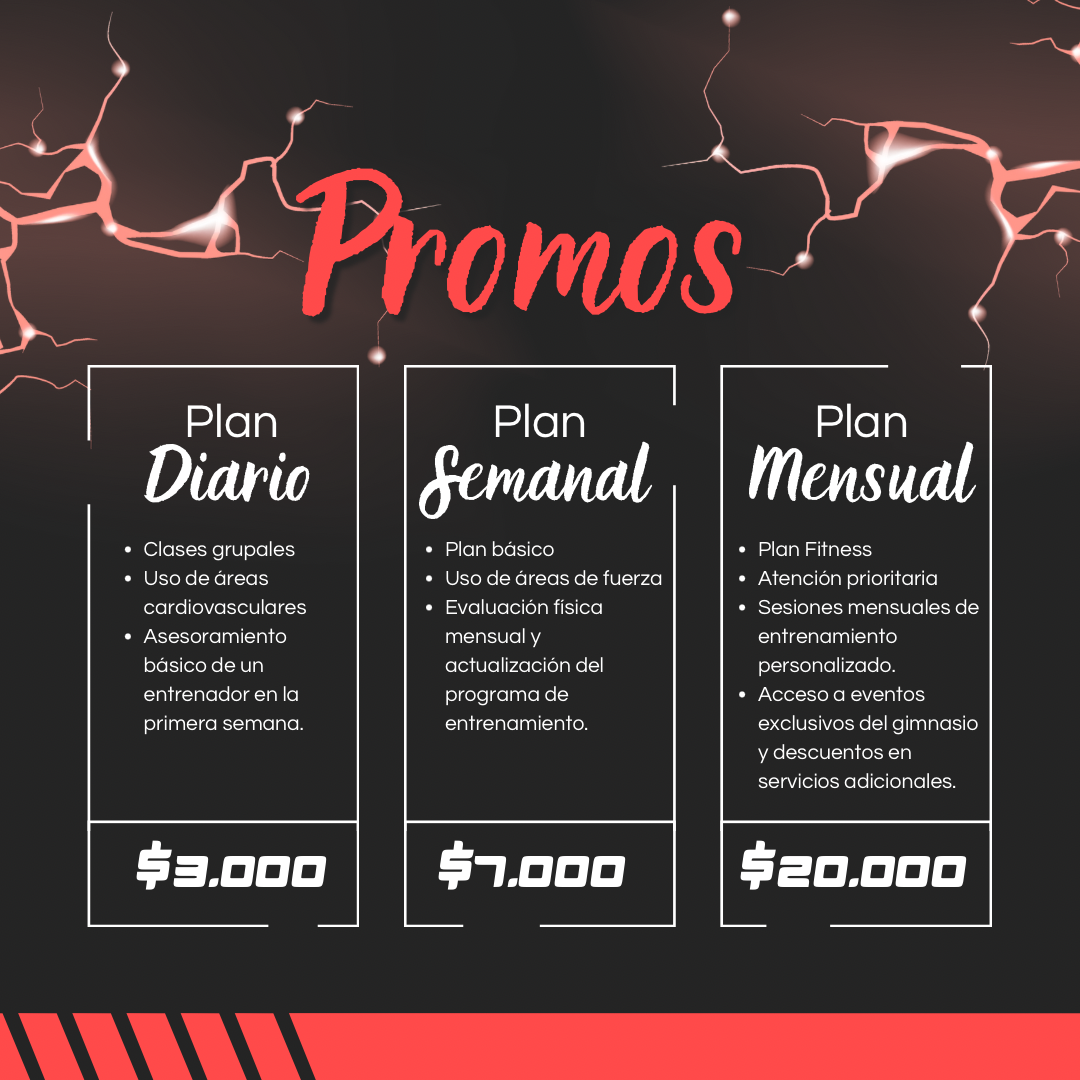 Promos
Plan
Diario
• Clases grupales
• Uso de áreas
cardiovasculares
• Asesoramiento
básico de un
entrenador en la
primera semana.
$3.000
Plan
Semanal
• Plan básico
• Uso de áreas de fuerza
• Evaluación física
mensual y
actualización del
programa de
entrenamiento.
$7.000
Plan
Mensual
• Plan Fitness
• Atención prioritaria
• Sesiones mensuales de
entrenamiento
personalizado.
• Acceso a eventos
exclusivos del gimnasio
y descuentos en
servicios adicionales.
$20.000